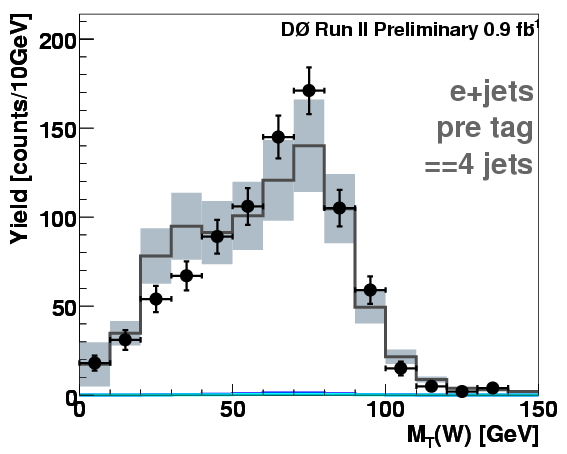 DØ Run II Preliminary 0.9 fb⁻¹
e+jets
pre tag
==4 jets
Yield [counts/10GeV]
200
150
100
50
0
0 50 100 150
M_T(W) [GeV]